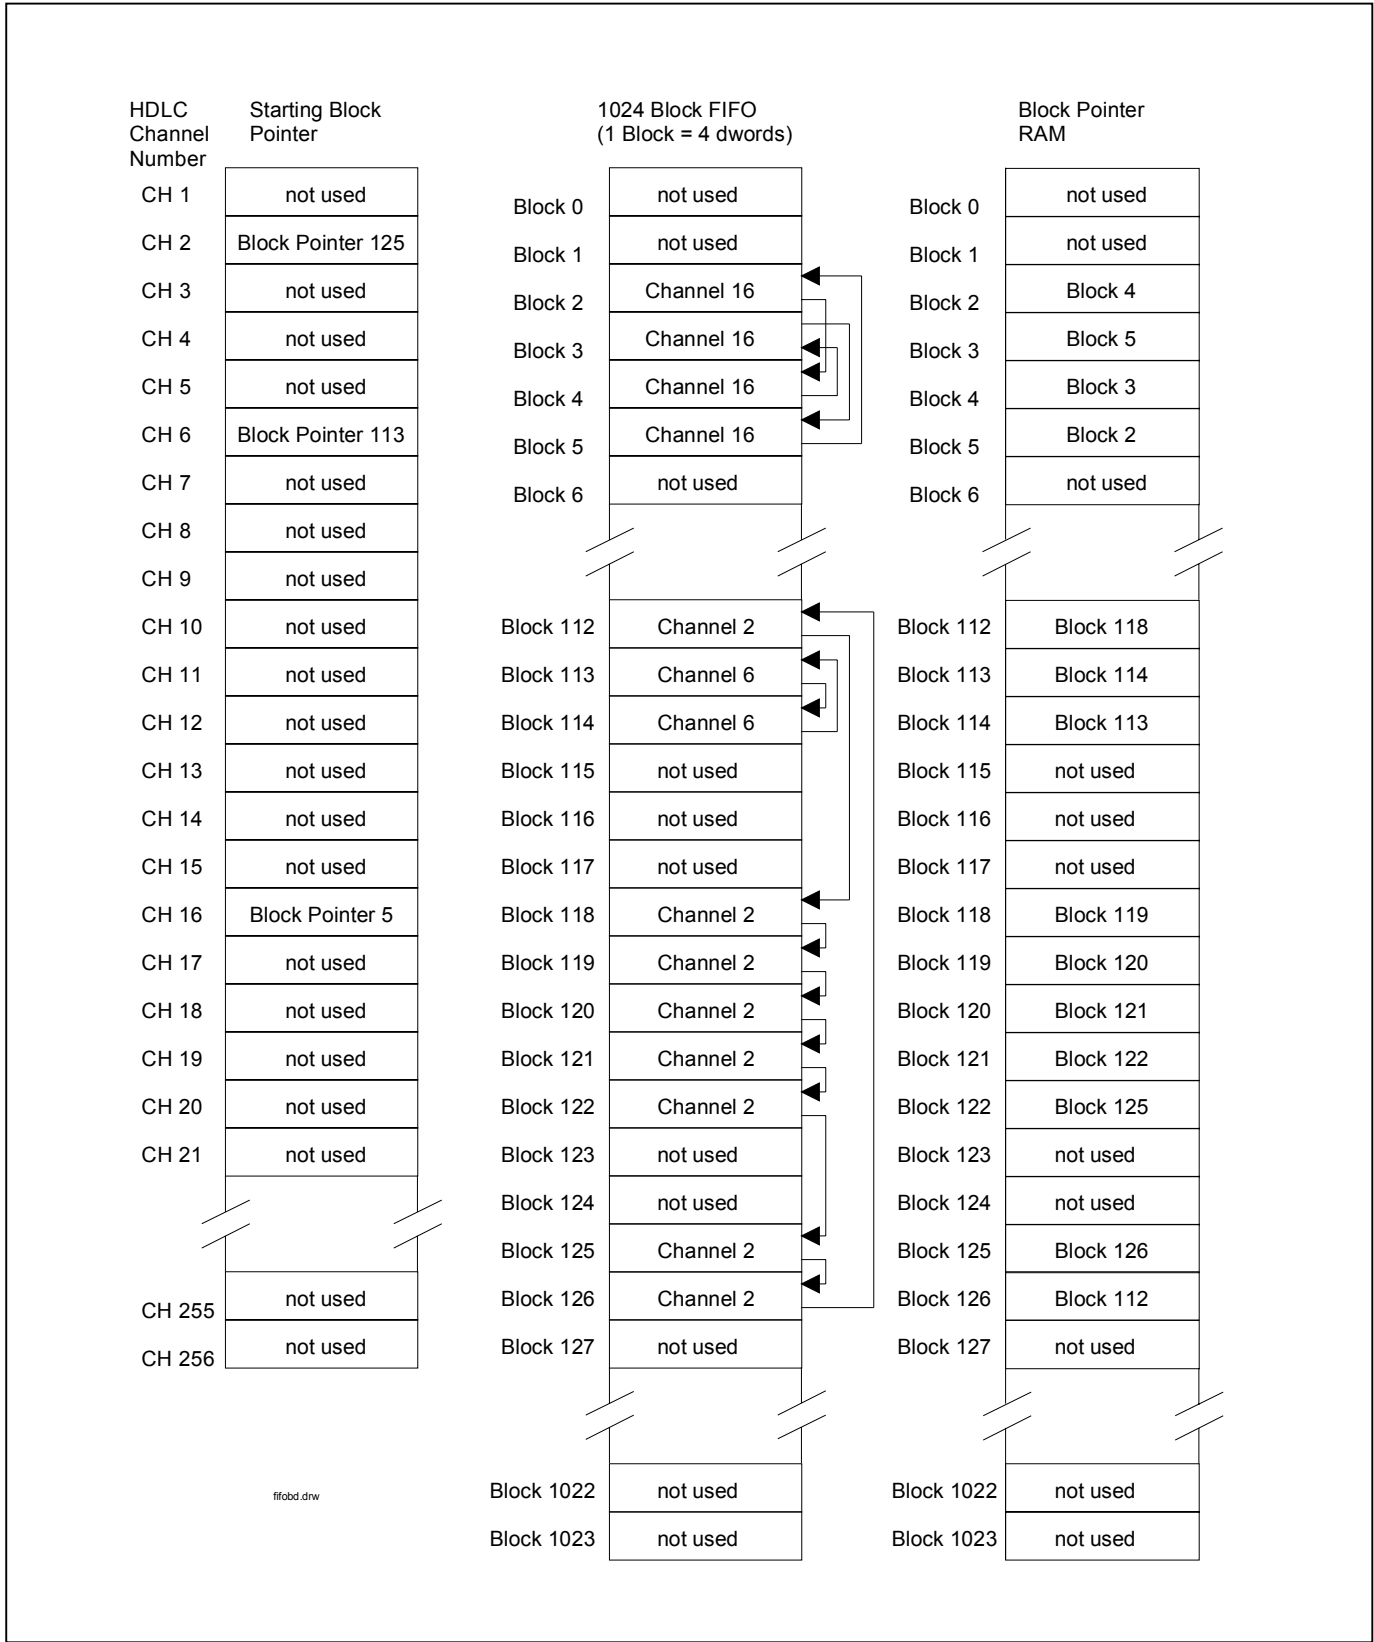 HDLC
Channel
Number
Starting Block
Pointer
1024 Block FIFO
(1 Block = 4 dwords)
Block Pointer
RAM
CH 1
not used
CH 2
Block Pointer 125
CH 3
not used
CH 4
not used
CH 5
not used
CH 6
Block Pointer 113
CH 7
not used
CH 8
not used
CH 9
not used
CH 10
not used
CH 11
not used
CH 12
not used
CH 13
not used
CH 14
not used
CH 15
not used
CH 16
Block Pointer 5
CH 17
not used
CH 18
not used
CH 19
not used
CH 20
not used
CH 21
not used
CH 255
not used
CH 256
not used
Block 0
not used
Block 1
not used
Block 2
Channel 16
Block 3
Channel 16
Block 4
Channel 16
Block 5
Channel 16
Block 6
not used
Block 112
Channel 2
Block 113
Channel 6
Block 114
Channel 6
Block 115
not used
Block 116
not used
Block 117
not used
Block 118
Channel 2
Block 119
Channel 2
Block 120
Channel 2
Block 121
Channel 2
Block 122
Channel 2
Block 123
not used
Block 124
not used
Block 125
Channel 2
Block 126
Channel 2
Block 127
not used
Block 1022
not used
Block 1023
not used
Block 0
not used
Block 1
not used
Block 2
Block 4
Block 3
Block 5
Block 4
Block 3
Block 5
Block 2
Block 6
not used
Block 112
Block 118
Block 113
Block 114
Block 114
Block 113
Block 115
not used
Block 116
not used
Block 117
not used
Block 118
Block 119
Block 119
Block 120
Block 120
Block 121
Block 121
Block 122
Block 122
Block 125
Block 123
not used
Block 124
not used
Block 125
Block 126
Block 126
Block 112
Block 127
not used
Block 1022
not used
Block 1023
not used
fifobd.drw